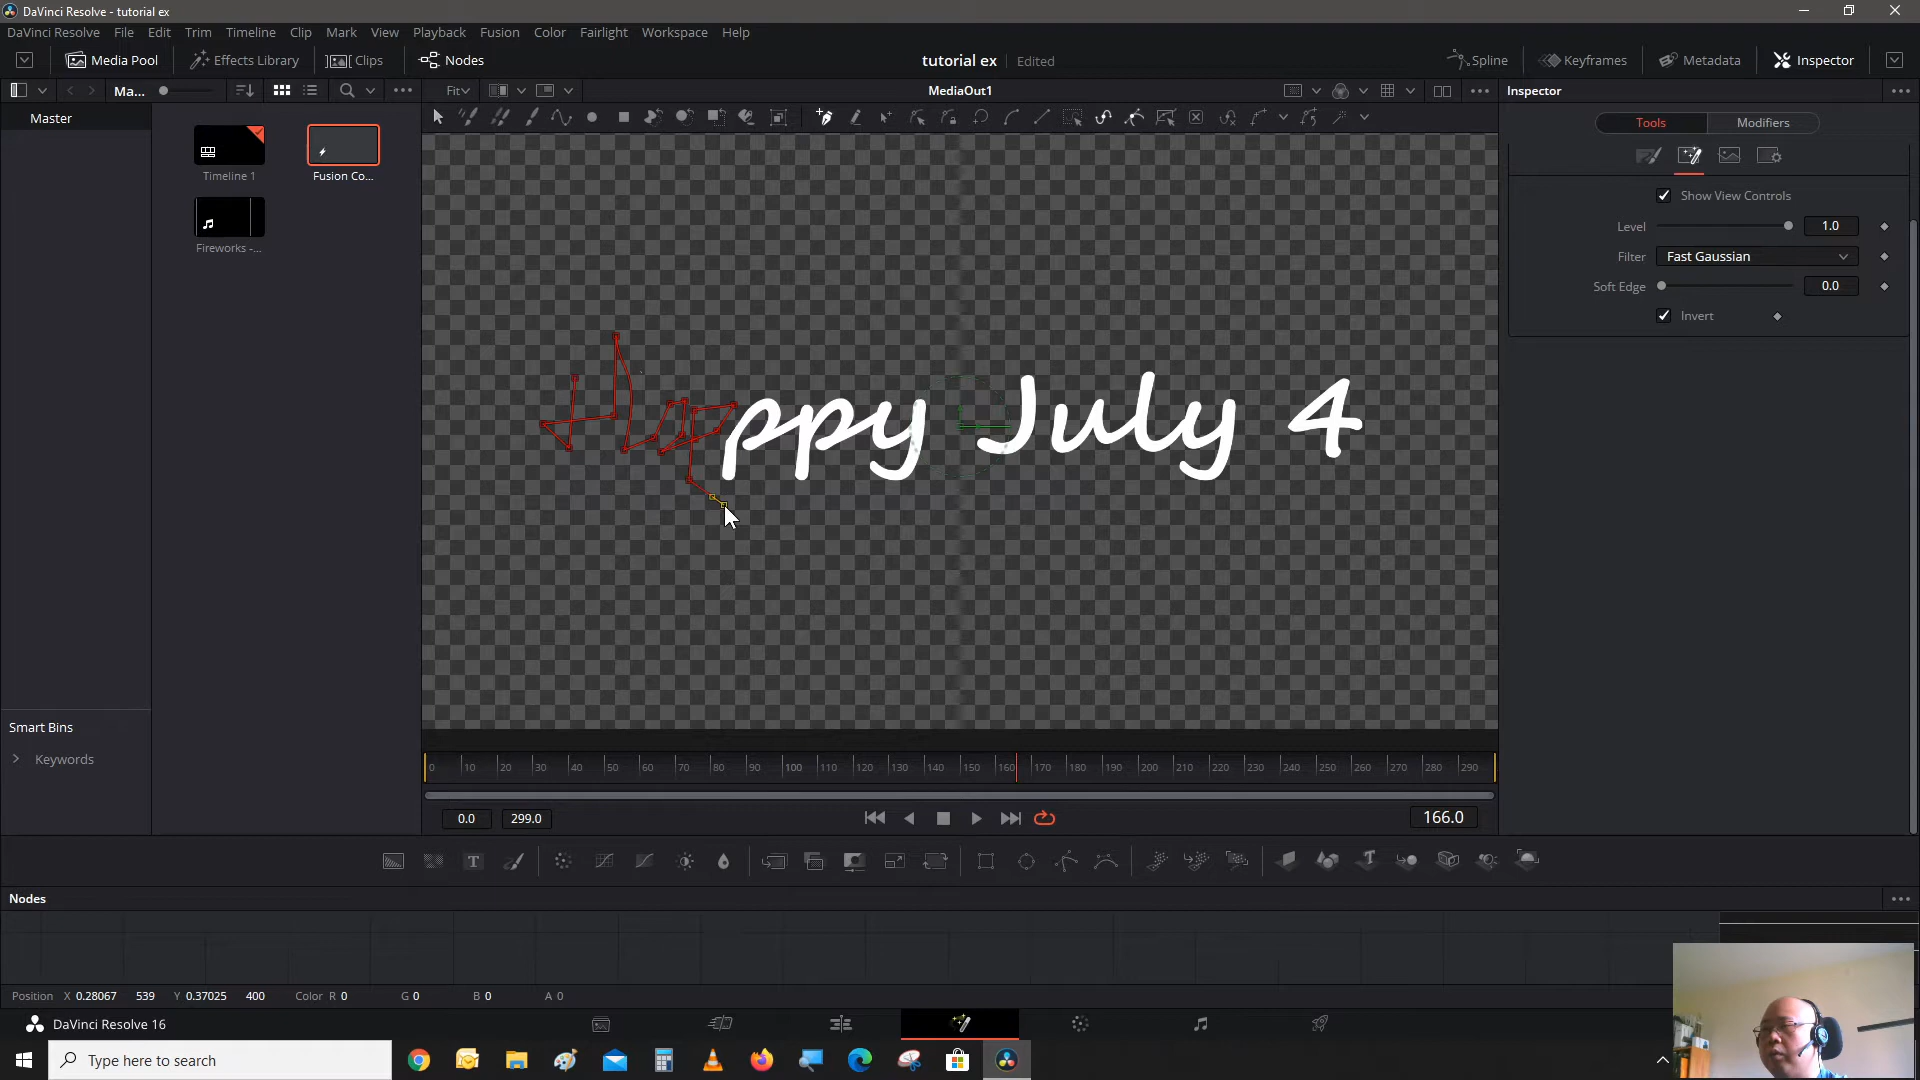 DaVinci Resolve - tutorial ex
DaVinci Resolve File Edit Trim Timeline Clip Mark View Playback Fusion Color Fairlight Workspace Help
Media Pool Effects Library Clips Nodes tutorial ex Edited Spline Keyframes Metadata Inspector
Ma... Fit MediaOut1 Inspector
Master
Tools Modifiers
Timeline 1 Fusion Co...
Fireworks -...
Show View Controls
Level 1.0
Filter Fast Gaussian
Soft Edge 0.0
Invert
ppy July 4
Smart Bins
Keywords
0 10 20 30 40 50 60 70 80 90 100 110 120 130 140 150 160 170 180 190 200 210 220 230 240 250 260 270 280 290
0.0 299.0 166.0
Nodes
Position X 0.28067 539 Y 0.37025 400 Color R 0 G 0 B 0 A 0
DaVinci Resolve 16
Type here to search